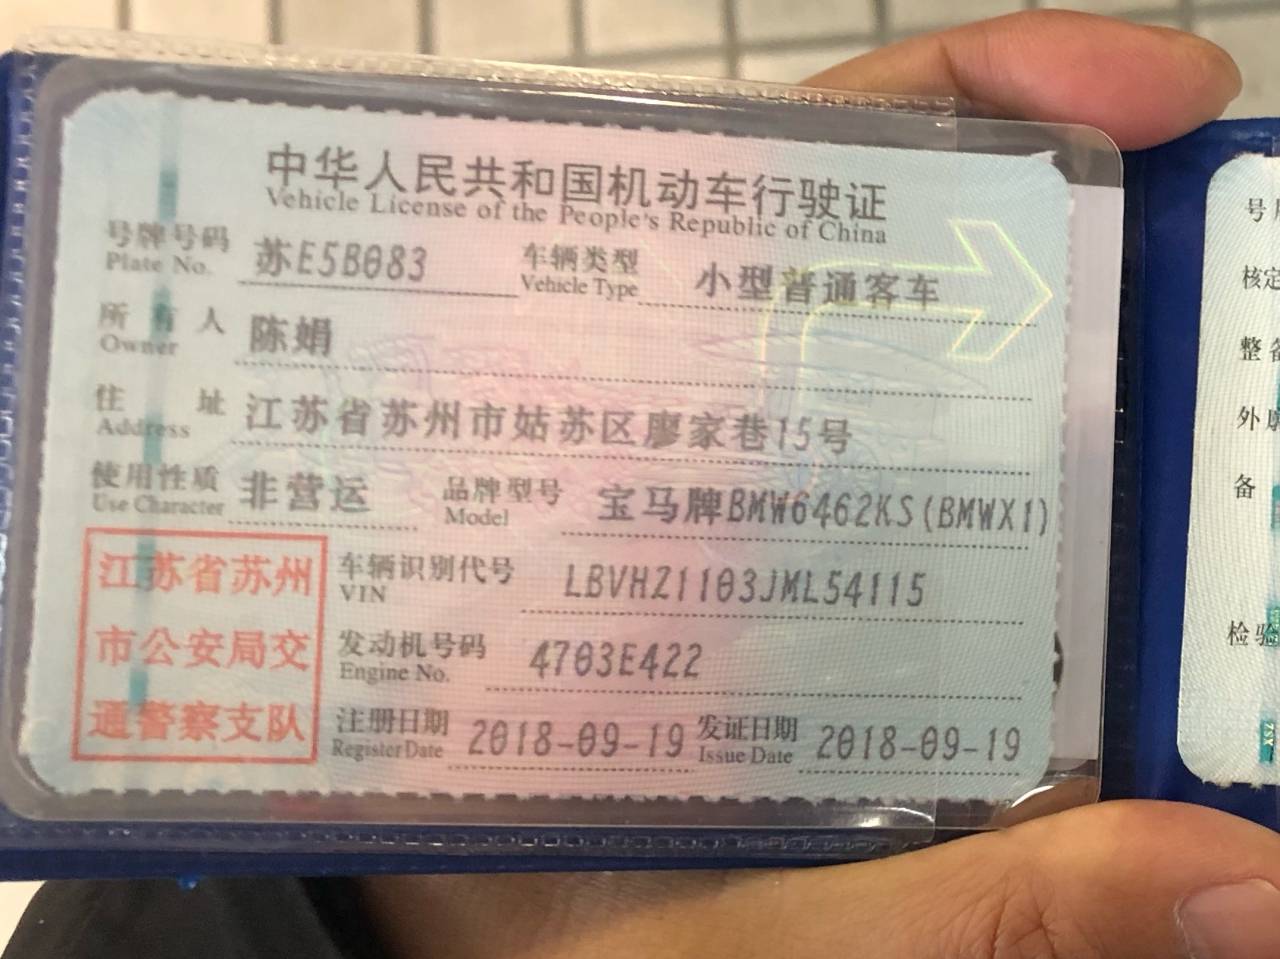 中华人民共和国机动车行驶证
Vehicle License of the People's Republic of China
号牌号码 苏E5B083 车辆类型 小型普通客车
Plate No. Vehicle Type
所有人 陈娟
Owner
住址 江苏省苏州市姑苏区廖家巷15号
Address
使用性质 非营运 品牌型号 宝马牌BMW6462KS(BMWX1)
Use Character Model
江苏省苏州
市公安局交
通警察支队
车辆识别代号 LBVHZ1103JML54115
VIN
发动机号码 4703E422
Engine No.
注册日期 2018-09-19 发证日期 2018-09-19
Register Date Issue Date
号
核定
整备
外
备
检验